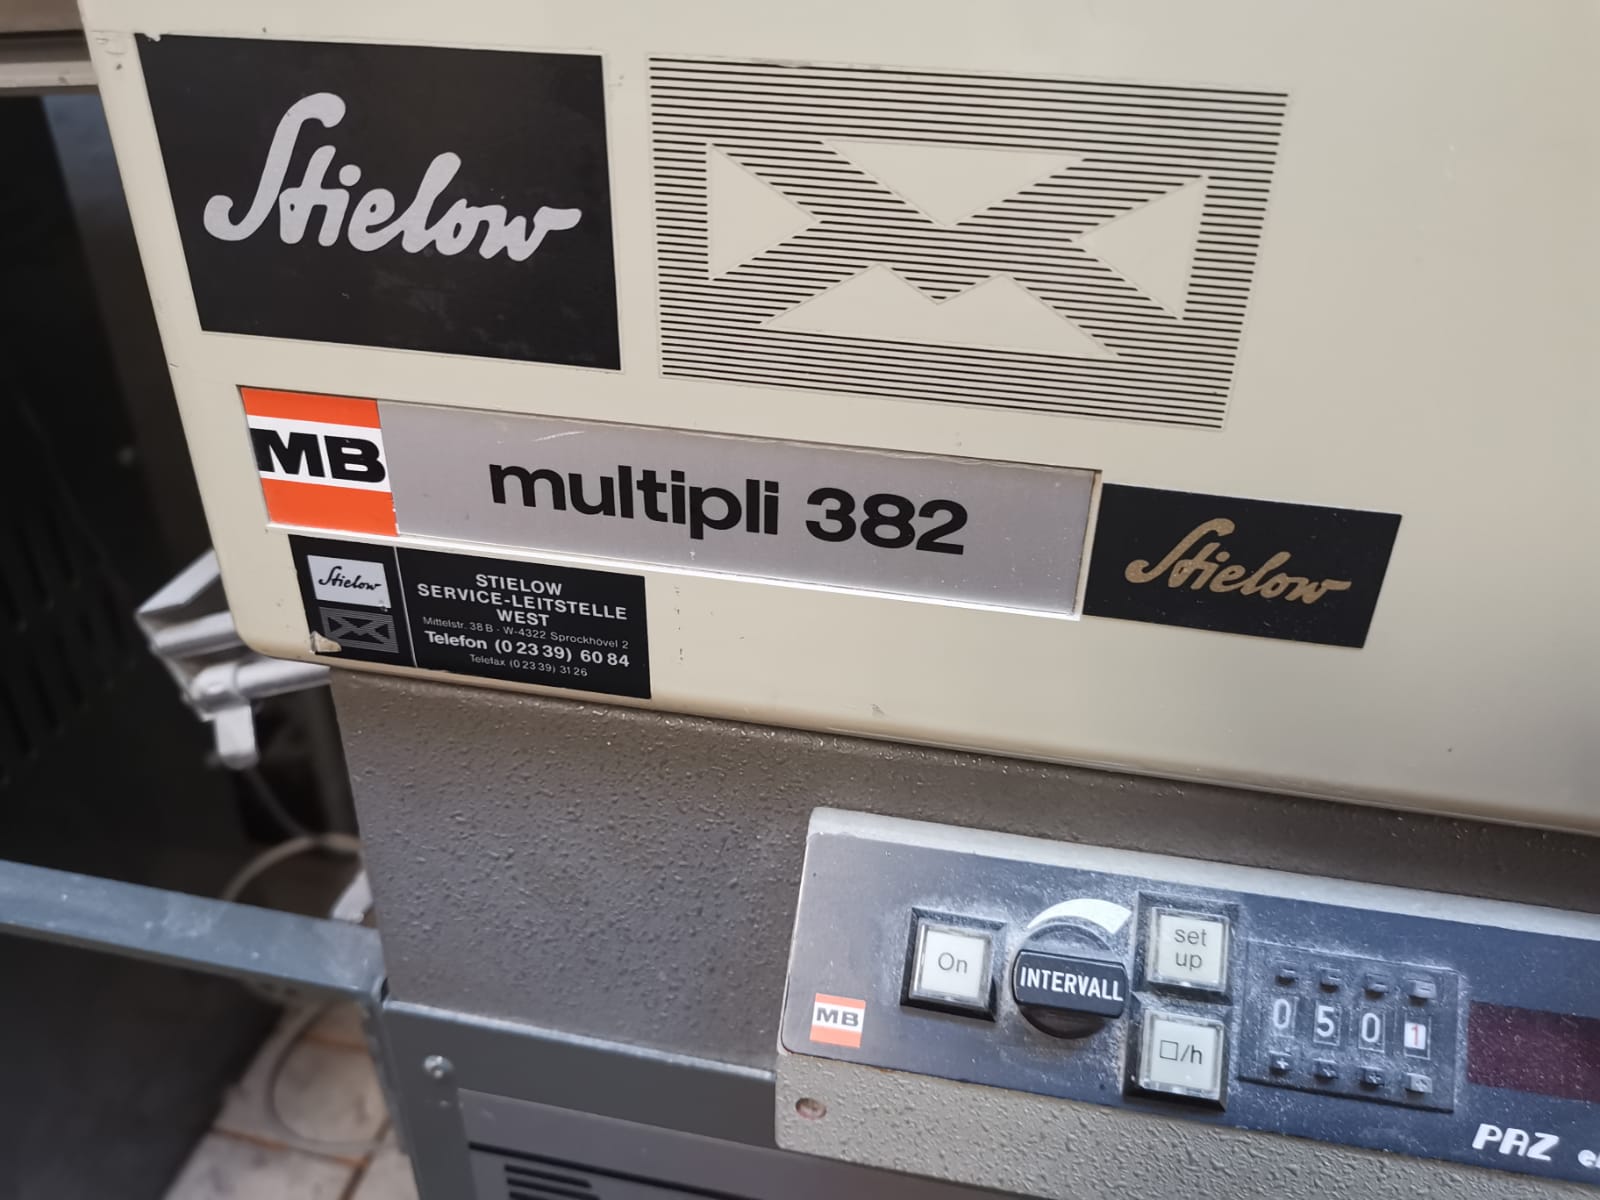 Stielow
MB
multipli 382
Stielow
Stielow
STIELOW
SERVICE-LEITSTELLE
WEST
Mittelstr. 38 B · W-4322 Sprockhövel 2
Telefon (0 23 39) 60 84
Telefax (0 23 39) 31 26
On
INTERVALL
set
up
□/h
0 5 0 1
MB
PAZ